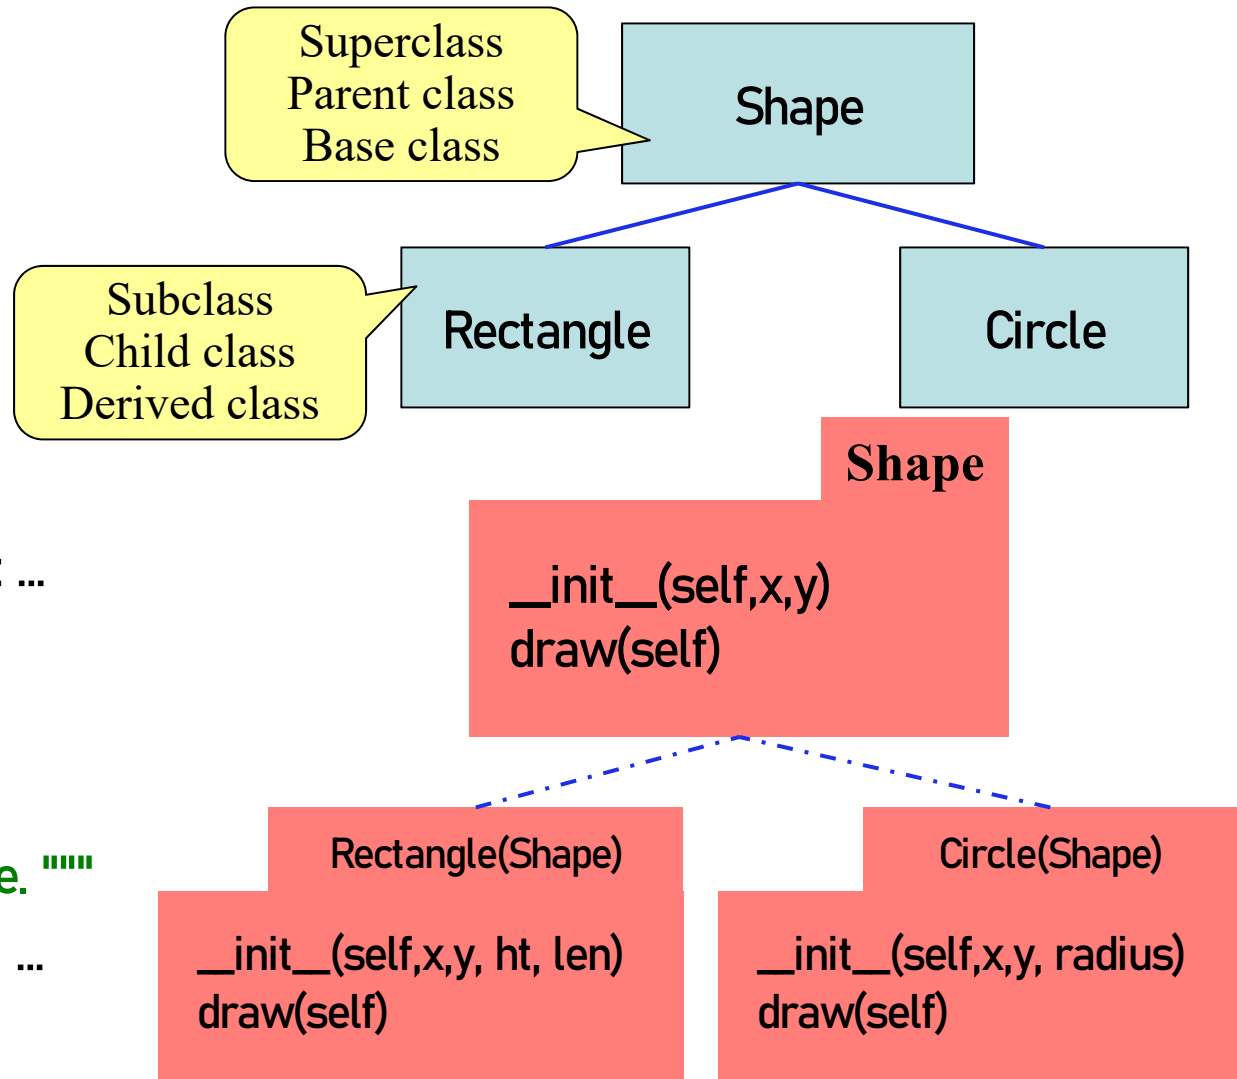 Superclass
Parent class
Base class
Shape
Subclass
Child class
Derived class
Rectangle
Circle
Shape
...
__init__(self,x,y)
draw(self)
Rectangle(Shape)
Circle(Shape)
e. """
... 
__init__(self,x,y, ht, len)
draw(self)
__init__(self,x,y, radius)
draw(self)